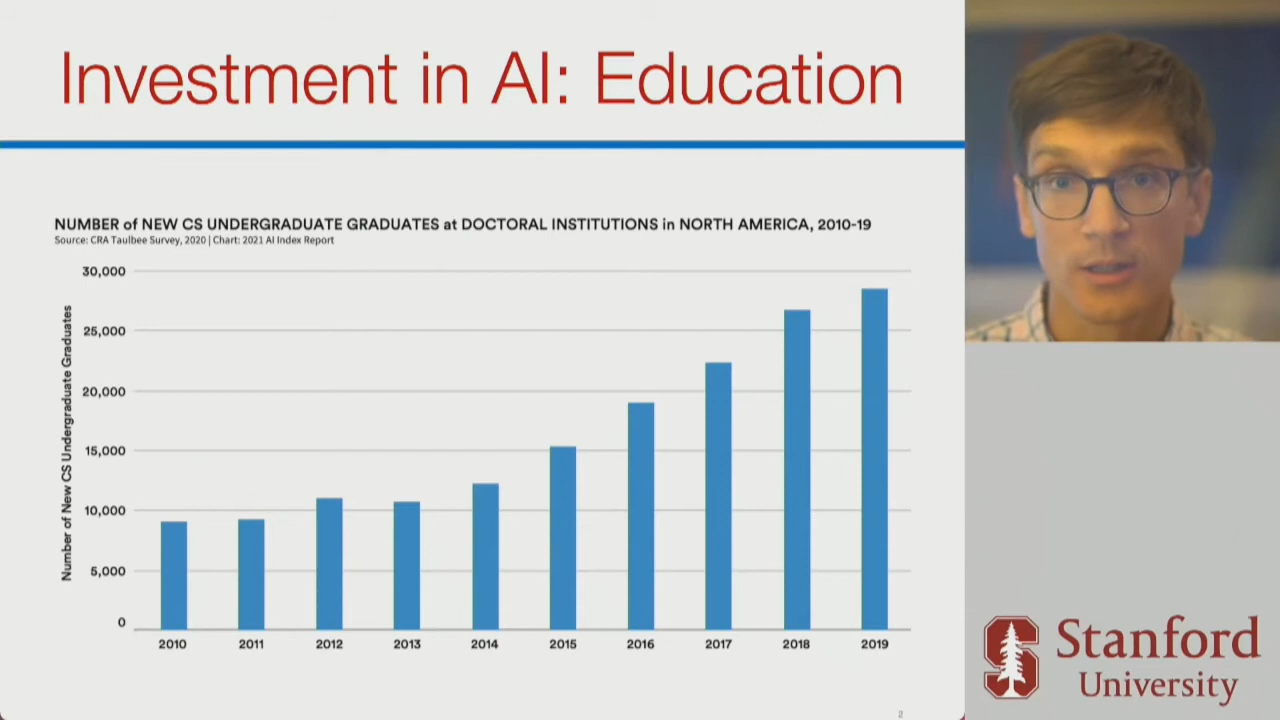 Investment in AI: Education
NUMBER of NEW CS UNDERGRADUATE GRADUATES at DOCTORAL INSTITUTIONS in NORTH AMERICA, 2010-19
Source: CRA Taulbee Survey, 2020 | Chart: 2021 AI Index Report
Number of New CS Undergraduate Graduates
30,000
25,000
20,000
15,000
10,000
5,000
0
2010 2011 2012 2013 2014 2015 2016 2017 2018 2019
2
Stanford
University